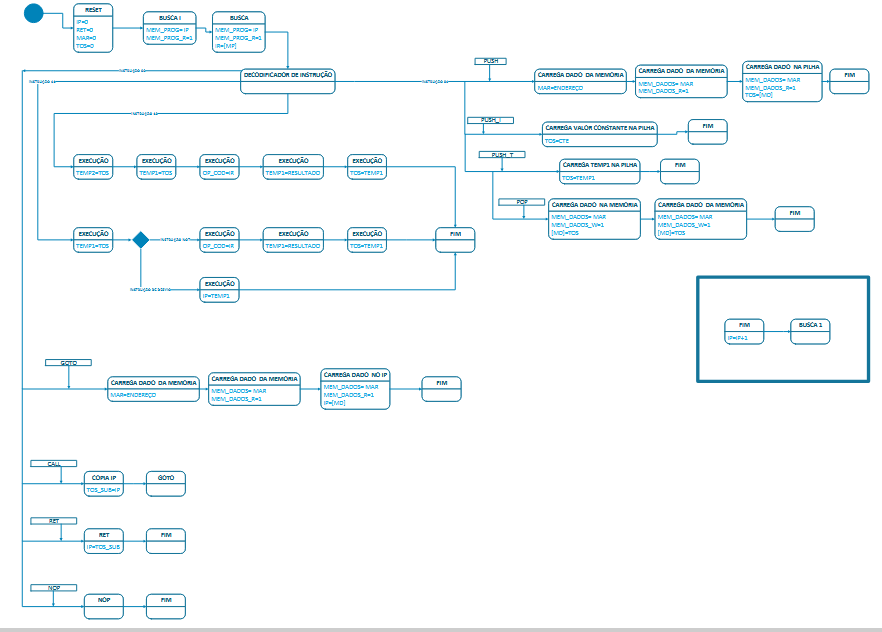 RESET
IP=0
RET=0
MAR=0
TOS=0
BUSCA I
MEM_PROG= IP
MEM_PROG_R=1
BUSCA
MEM_PROG= IP
MEM_PROG_R=1
IR=[MP]
DECODIFICADOR DE INSTRUÇÃO
PUSH
CARREGA DADO DA MEMÓRIA
MAR=ENDEREÇO
CARREGA DADO DA MEMÓRIA
MEM_DADOS= MAR
MEM_DADOS_R=1
CARREGA DADO NA PILHA
MEM_DADOS= MAR
MEM_DADOS_R=1
TOS=[MD]
FIM
PUSH_I
CARREGA VALOR CONSTANTE NA PILHA
TOS=CTE
FIM
PUSH_T
CARREGA TEMP1 NA PILHA
TOS=TEMP1
FIM
POP
CARREGA DADO NA MEMÓRIA
MEM_DADOS= MAR
MEM_DADOS_W=1
[MD]=TOS
CARREGA DADO DA MEMÓRIA
MEM_DADOS= MAR
MEM_DADOS_W=1
[MD]=TOS
FIM
EXECUÇÃO
TEMP2=TOS
EXECUÇÃO
TEMP1=TOS
EXECUÇÃO
OP_COD=IR
EXECUÇÃO
TEMP1=RESULTADO
EXECUÇÃO
TOS=TEMP1
EXECUÇÃO
TEMP1=TOS
EXECUÇÃO
OP_COD=IR
EXECUÇÃO
TEMP1=RESULTADO
EXECUÇÃO
TOS=TEMP1
FIM
EXECUÇÃO
IP=TEMP1
FIM
IP=IP+1
BUSCA 1
GOTO
CARREGA DADO DA MEMÓRIA
MAR=ENDEREÇO
CARREGA DADO DA MEMÓRIA
MEM_DADOS= MAR
MEM_DADOS_R=1
CARREGA DADO NO IP
MEM_DADOS= MAR
MEM_DADOS_R=1
IP=[MD]
FIM
CALL
COPIA IP
TOS_SUB=IP
GOTO
RET
RET
IP=TOS_SUB
FIM
NOP
NOP
FIM